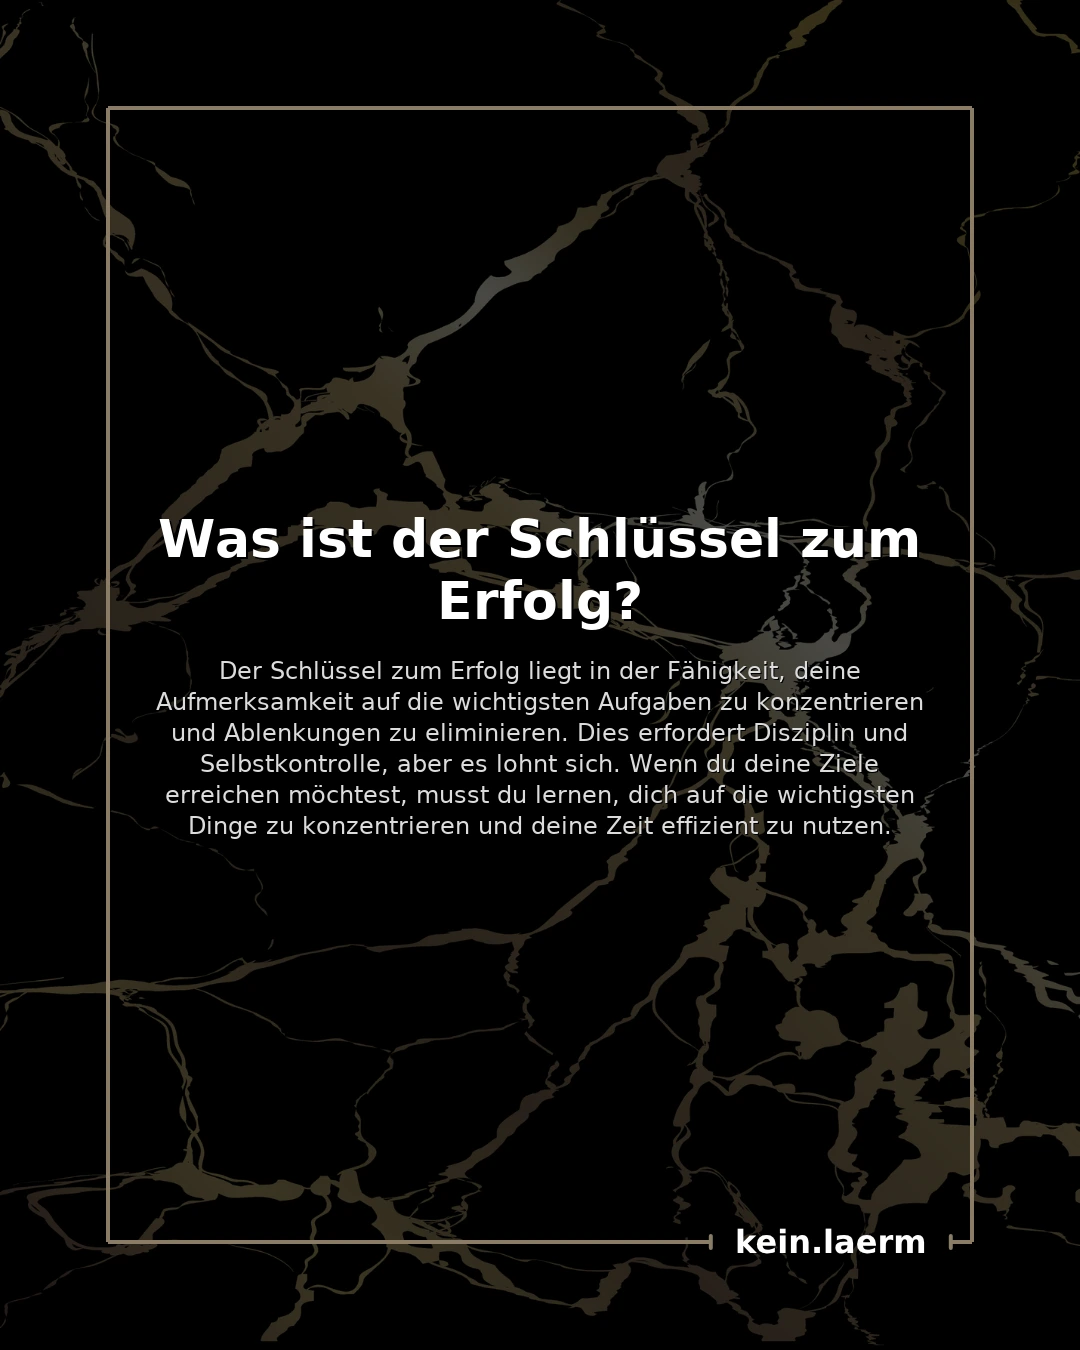 Was ist der Schlüssel zum
Erfolg?
Der Schlüssel zum Erfolg liegt in der Fähigkeit, deine
Aufmerksamkeit auf die wichtigsten Aufgaben zu konzentrieren
und Ablenkungen zu eliminieren. Dies erfordert Disziplin und
Selbstkontrolle, aber es lohnt sich. Wenn du deine Ziele
erreichen möchtest, musst du lernen, dich auf die wichtigsten
Dinge zu konzentrieren und deine Zeit effizient zu nutzen.
kein.laerm